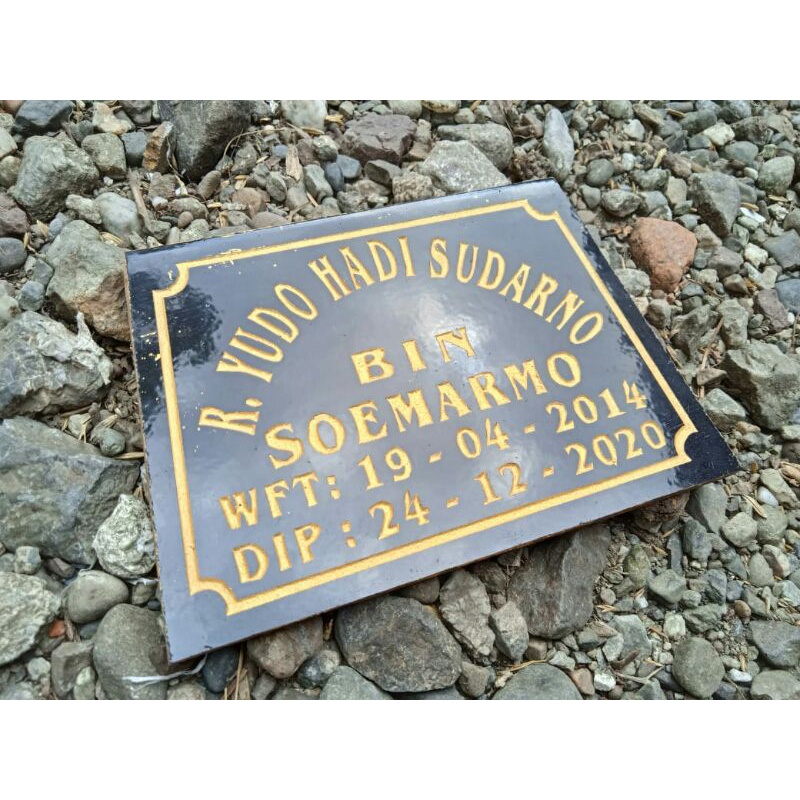 R. YUDO HADI SUDARNO
BIN
SOEMARMO
WFT : 19 - 04 - 2014
DIP : 24 - 12 - 2020